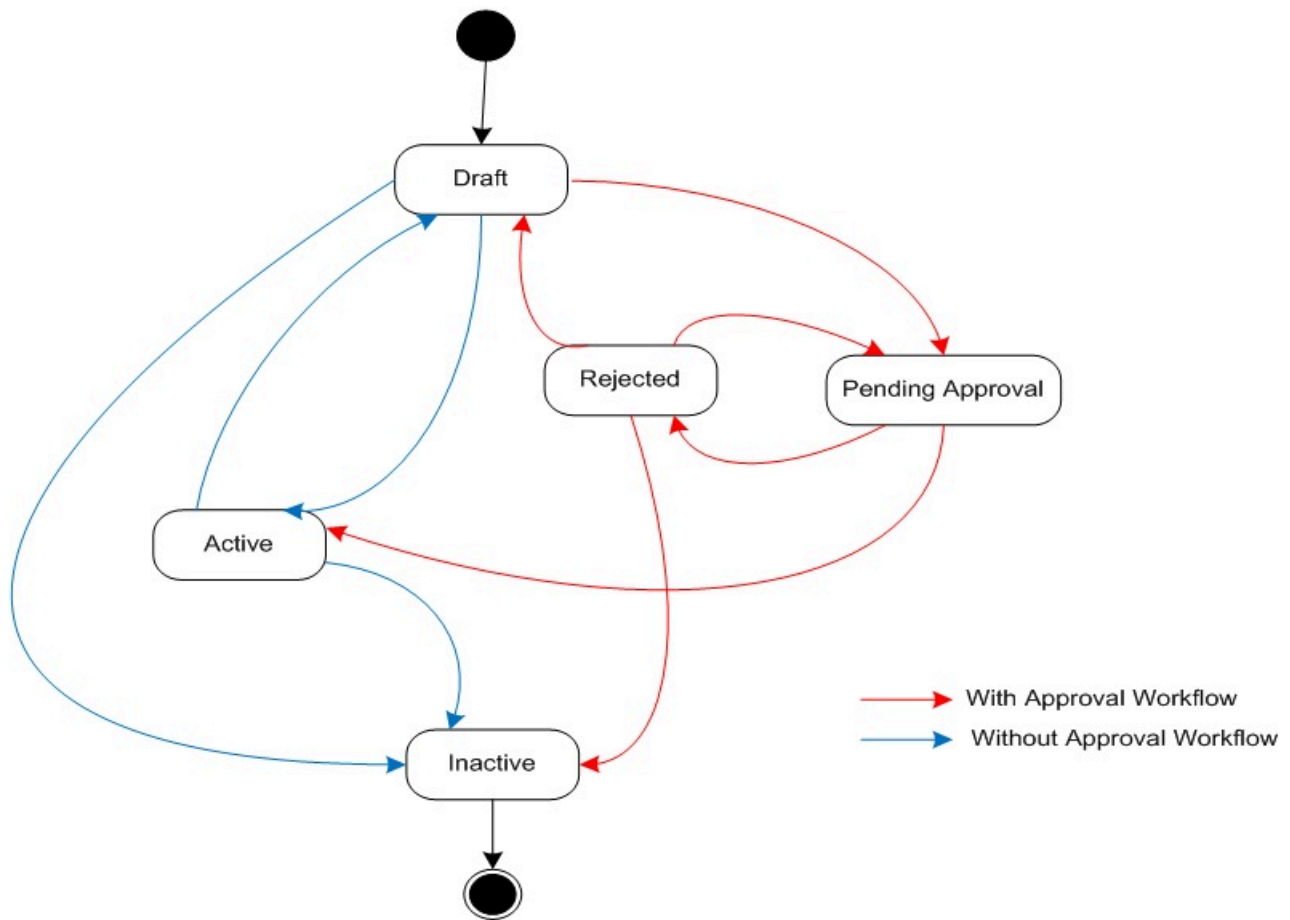 Draft
Rejected
Pending Approval
Active
With Approval Workflow
Without Approval Workflow
Inactive